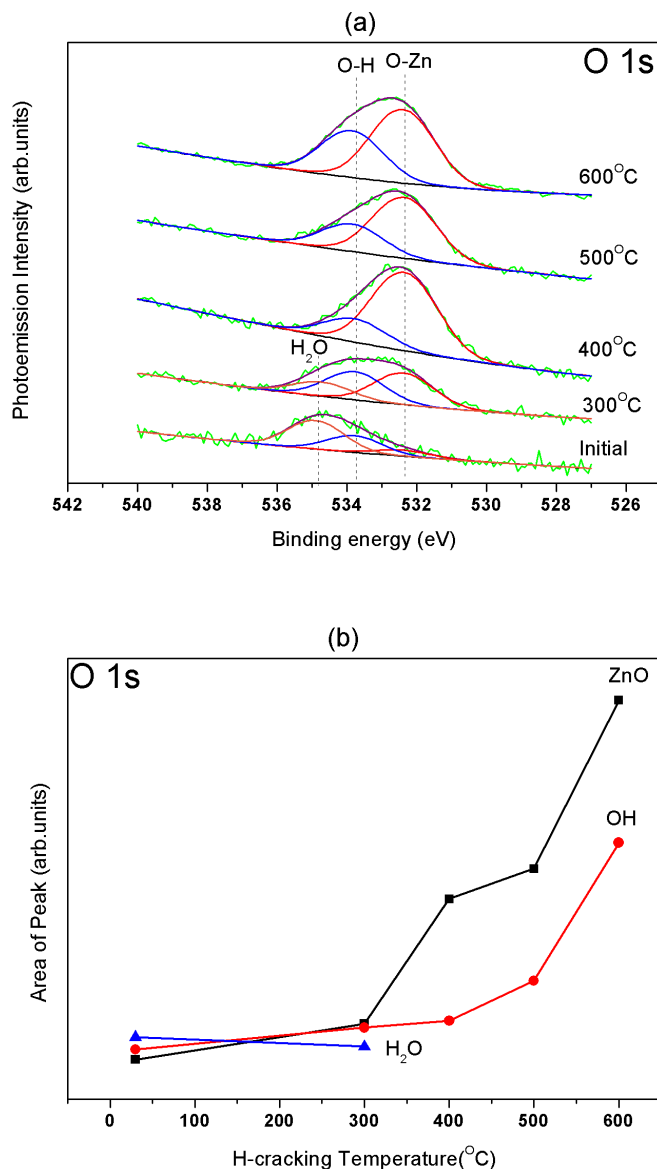 (a)
O 1s
O-H O-Zn
600°C
500°C
400°C
H₂O
300°C
Initial
Photoemission Intensity (arb.units)
542 540 538 536 534 532 530 528 526
Binding energy (eV)
(b)
O 1s
ZnO
OH
H₂O
Area of Peak (arb.units)
0 100 200 300 400 500 600
H-cracking Temperature(°C)